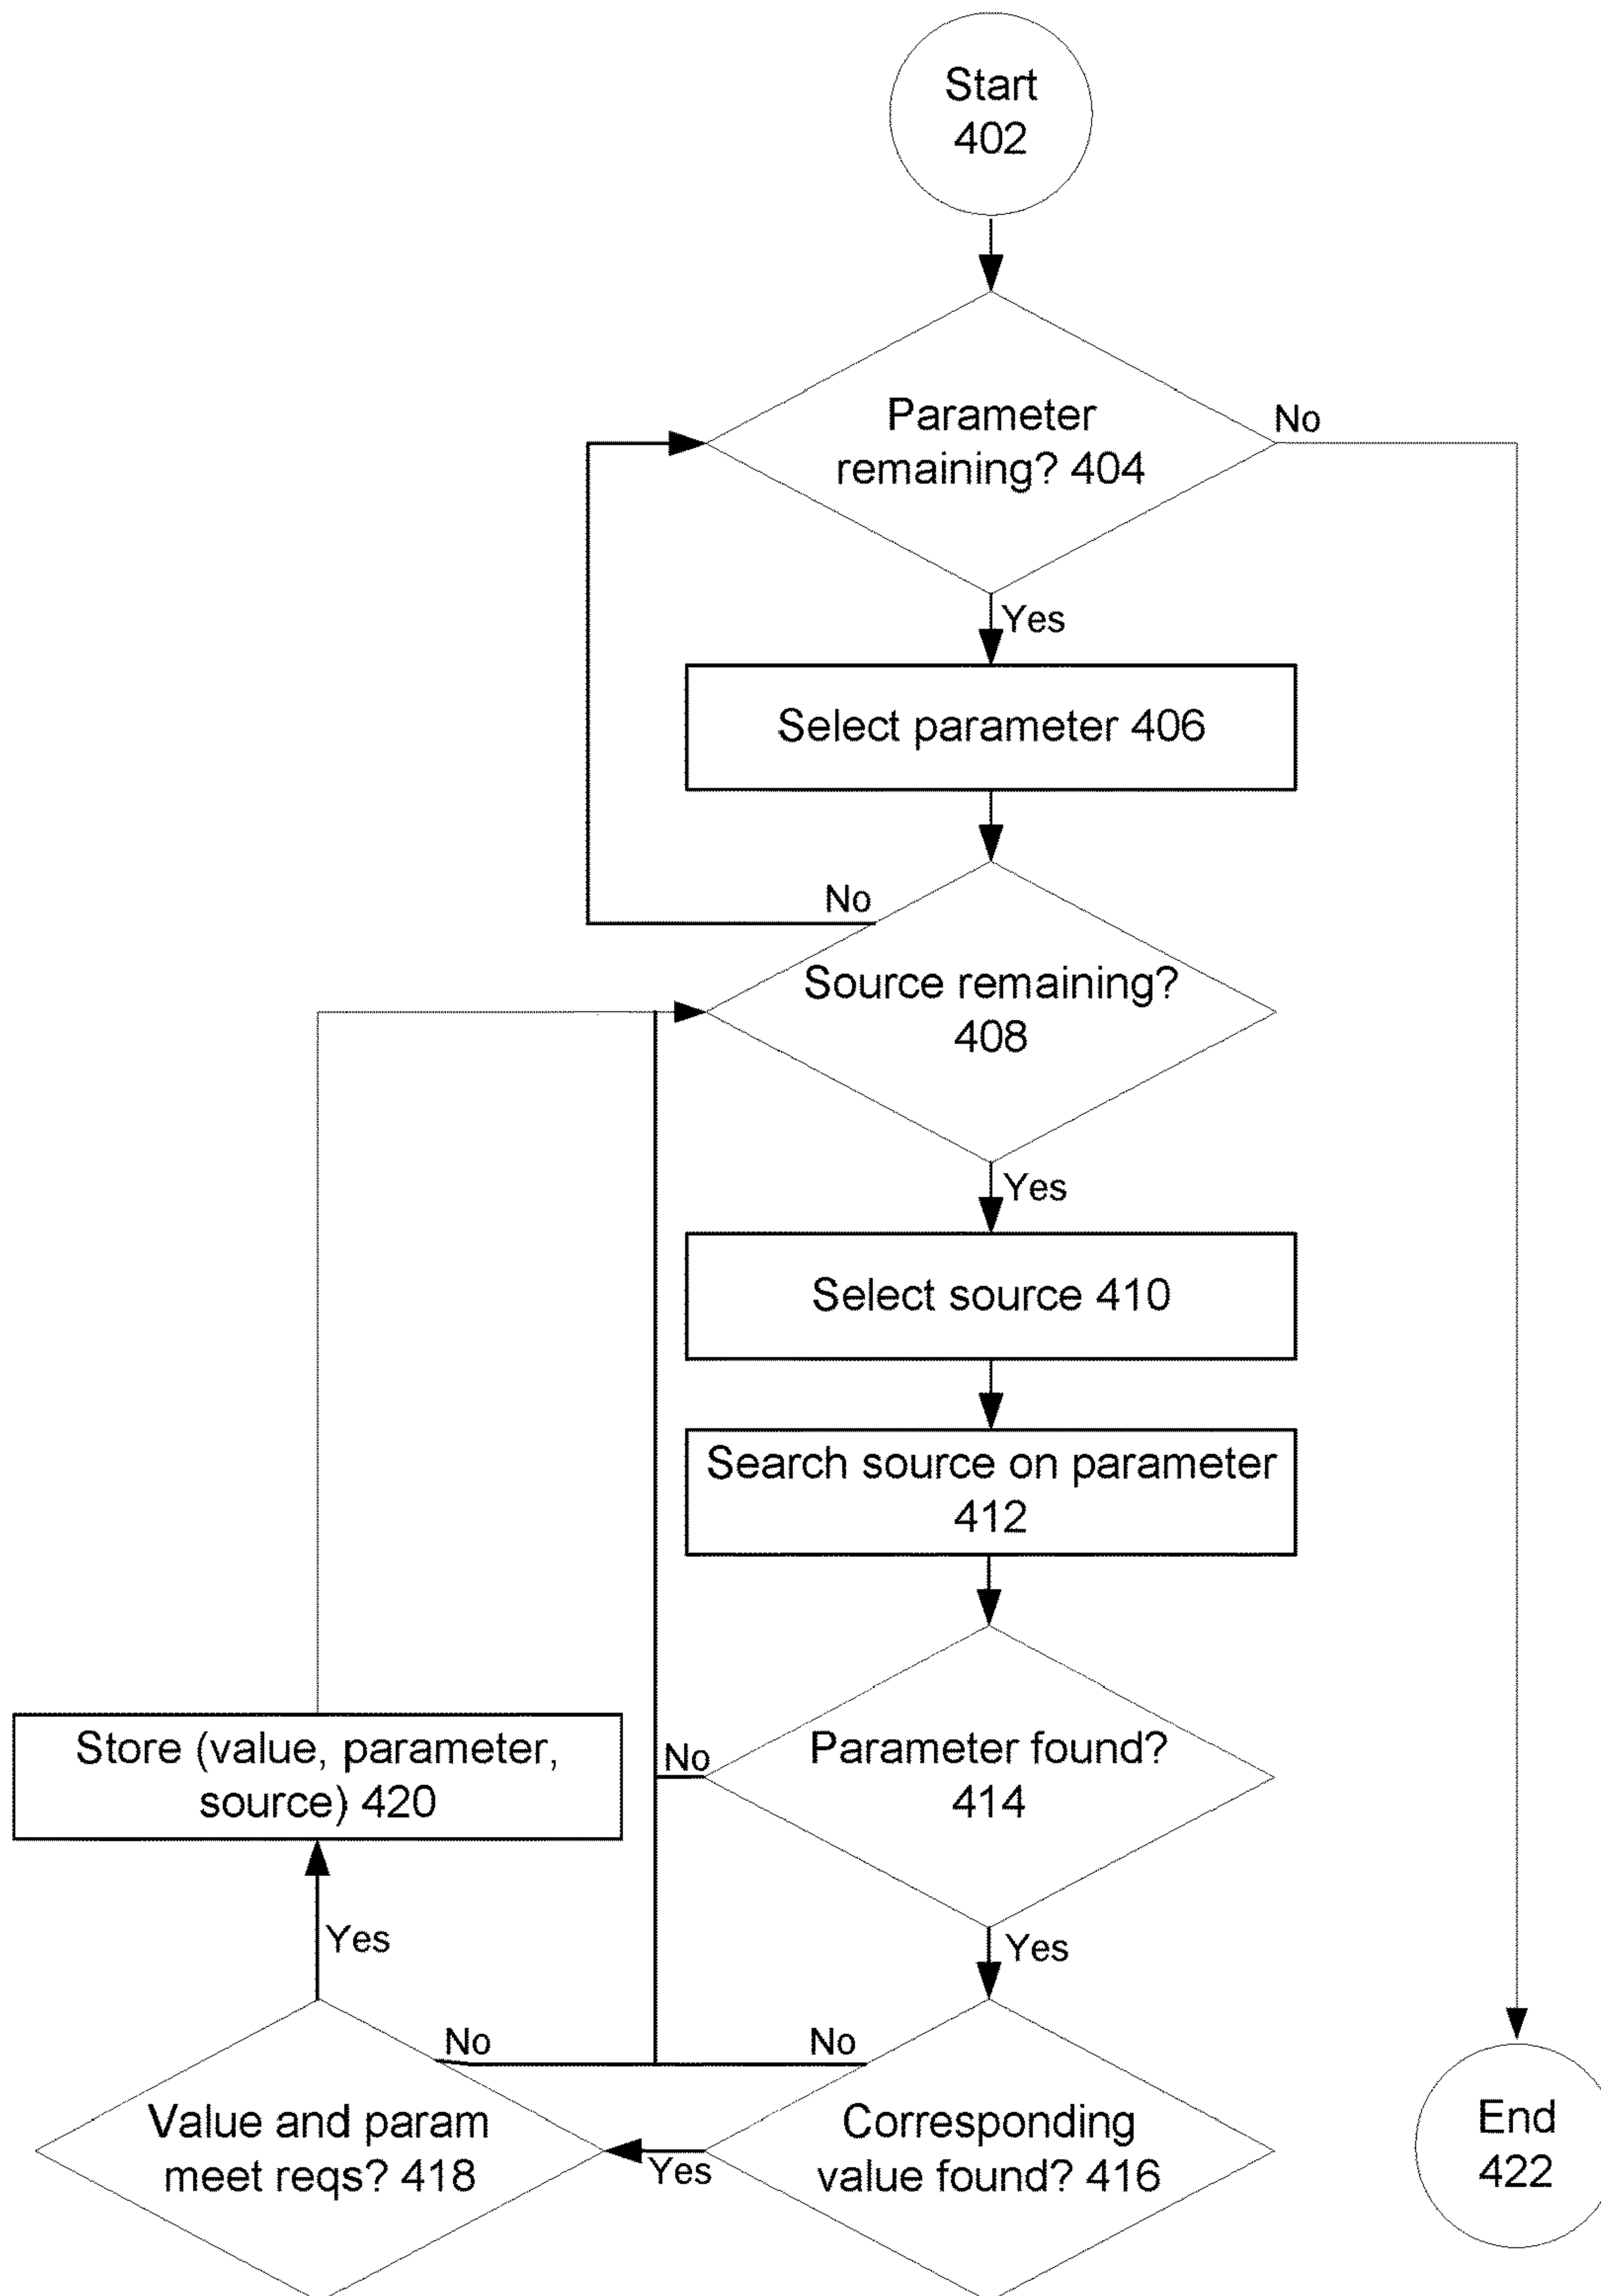 Start
402
Parameter
remaining? 404
No
Yes
Select parameter 406
No
Source remaining?
408
Yes
Select source 410
Search source on parameter
412
Parameter found?
414
No
Yes
Store (value, parameter,
source) 420
Yes
No
No
Value and param
meet reqs? 418
Yes
Corresponding
value found? 416
End
422